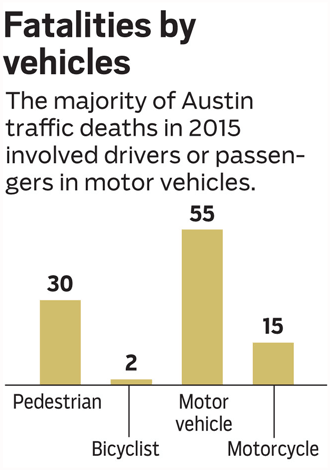 Fatalities by
vehicles
The majority of Austin
traffic deaths in 2015
involved drivers or passen-
gers in motor vehicles.
55
30
15
2
Pedestrian
Motor
vehicle
Bicyclist
Motorcycle